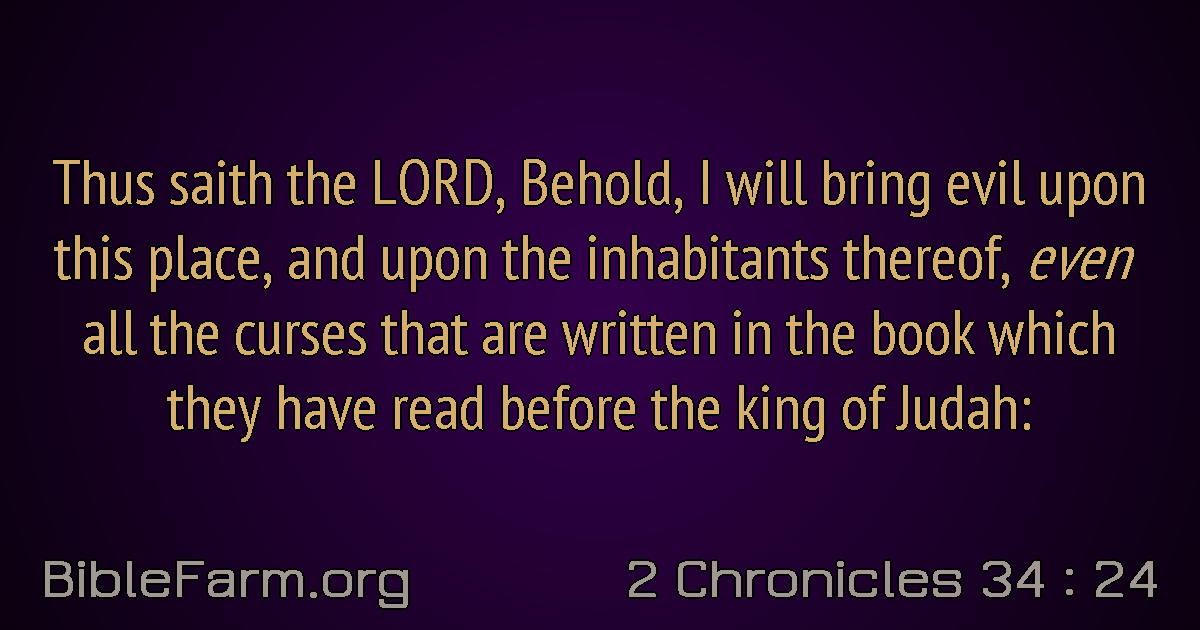 Thus saith the LORD, Behold, I will bring evil upon
this place, and upon the inhabitants thereof, even
all the curses that are written in the book which
they have read before the king of Judah:
BibleFarm.org
2 Chronicles 34 : 24